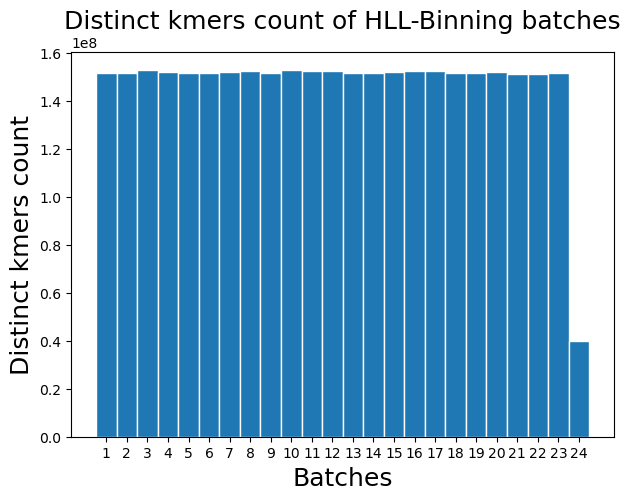 Distinct kmers count of HLL-Binning batches
1e8
1.6
1.4
1.2
1.0
0.8
0.6
0.4
0.2
0.0
Distinct kmers count
1 2 3 4 5 6 7 8 9 10 11 12 13 14 15 16 17 18 19 20 21 22 23 24
Batches